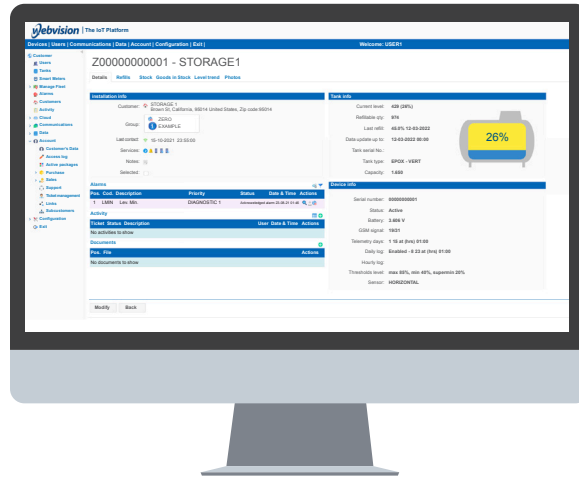 Webvision | The IoT Platform
Devices | Users | Communications | Data | Account | Configuration | Exit |
Welcome: USER1
Customer
Users
Tanks
Smart Meters
Manage Fleet
Alarms
Customers
Activity
Cloud
Communications
Data
Account
Customer's Data
Access log
Active packages
Purchase
Sales
Support
Ticket management
Links
Announcement
Configuration
Exit
Z00000000001 - STORAGE1
Details Refills Stock Goods in Stock Level trend Photos
Installation info
Customer: STORAGE 1
Brown St, California, 95014 United States, Zip code 95014
Group: ZERO
EXAMPLE
Last contact: 15-10-2021 23:55:00
Services:
Notes:
Selected:
Alarms
Pos. Cod. Description Priority Status Date & Time Actions
1 LMIN Lev. Min. DIAGNOSTIC 1
Activity
Ticket Status Description User Date & Time Actions
No activities to show
Documents
Pos. File Actions
No documents to show
Modify Back
Tank info
Current level: 429 (26%)
Refillable qty: 974
Last refill: 45.0% 12-03-2022
Data update up to: 13-03-2022 00:00
Tank serial No.:
Tank type: EPOX - VERT
Capacity: 1.650
26%
Device info
Serial number: 00000000001
Status: Active
Battery: 3.606 V
GSM signal: 19/31
Telemetry days: 1 15 at (hrs) 01:00
Daily log: Enabled - 0 23 at (hrs) 01:00
Hourly log:
Thresholds level: max 85%, min 40%, supermin 20%
Sensor: HORIZONTAL